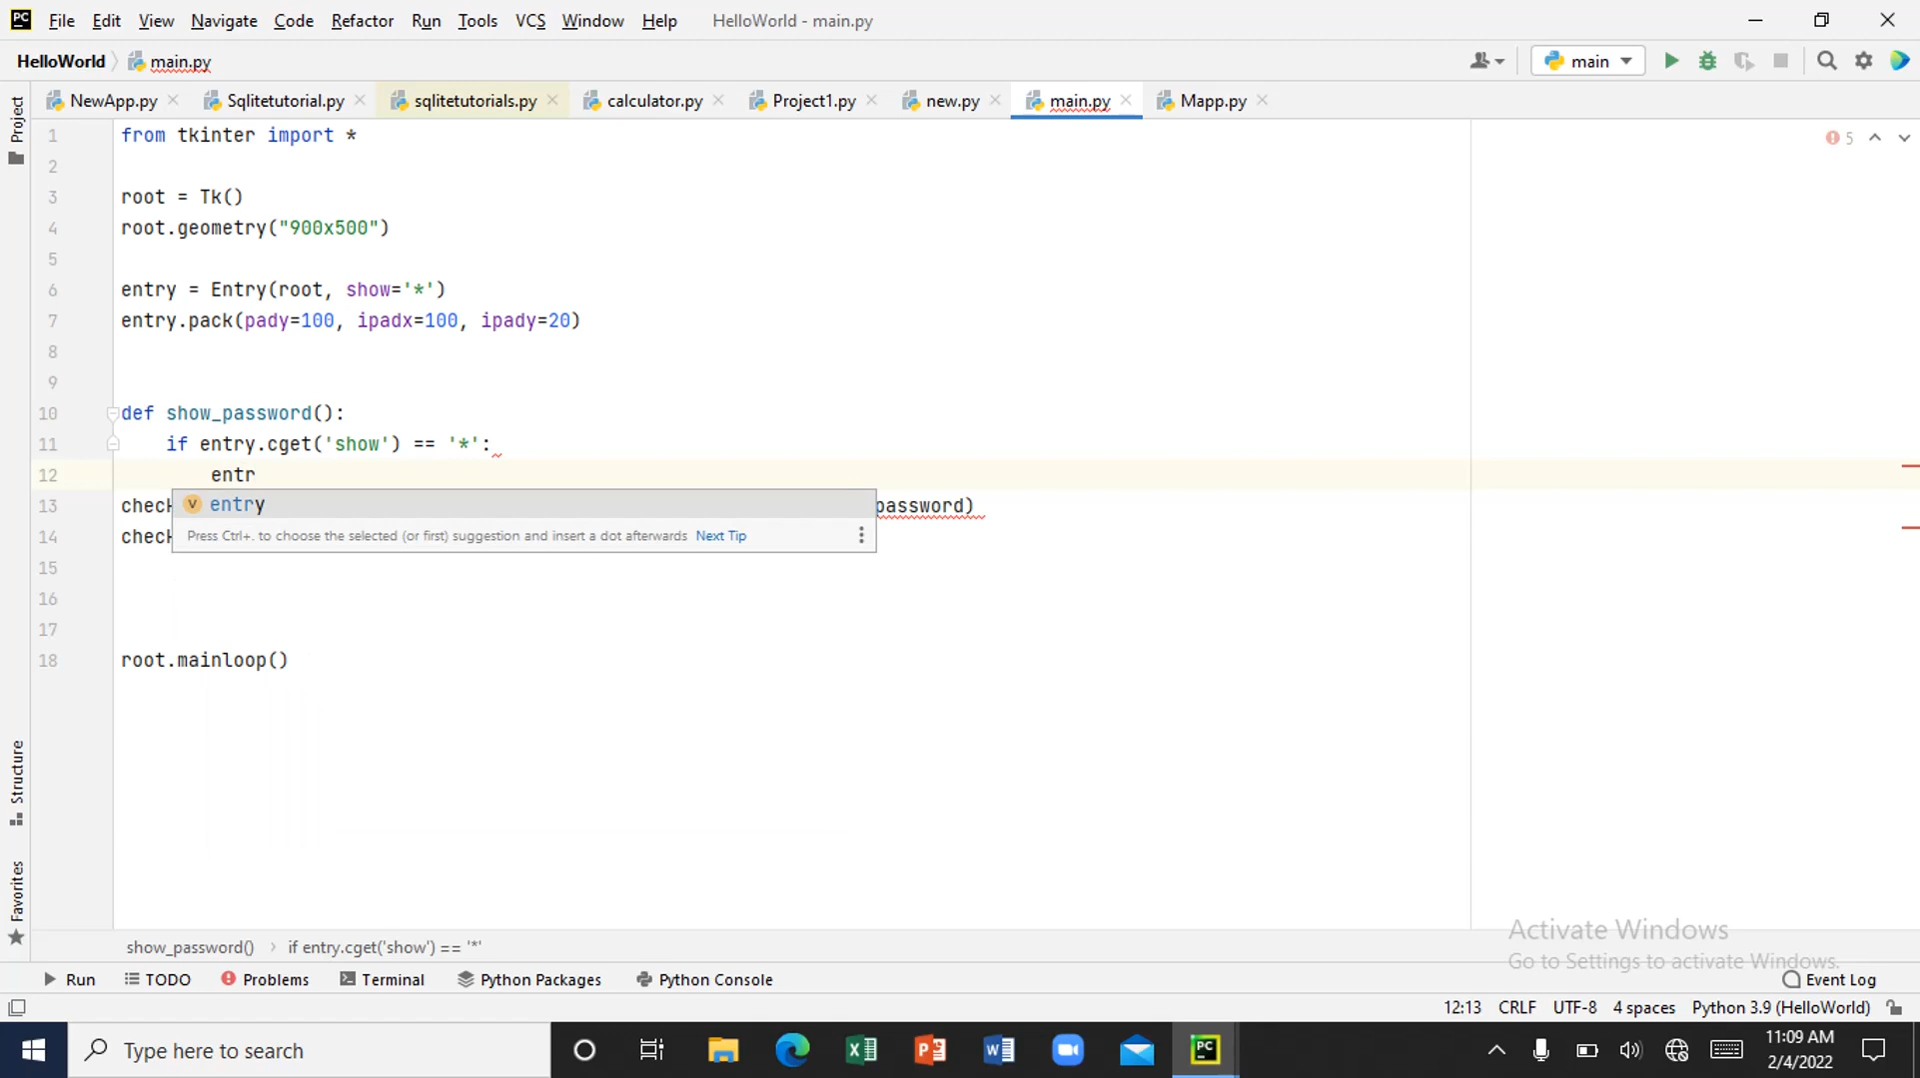 PC File Edit View Navigate Code Refactor Run Tools VCS Window Help HelloWorld - main.py
HelloWorld main.py main
NewApp.py Sqlitetutorial.py sqlitetutorials.py calculator.py Project1.py new.py main.py Mapp.py
Project
1 from tkinter import * 5
2
3 root = Tk()
4 root.geometry("900x500")
5
6 entry = Entry(root, show='*')
7 entry.pack(pady=100, ipadx=100, ipady=20)
8
9
10 def show_password():
11 if entry.cget('show') == '*':
12 entr
13 check v entry password)
14 check Press Ctrl+. to choose the selected (or first) suggestion and insert a dot afterwards Next Tip
15
16
17
18 root.mainloop()
Structure
Favorites
Activate Windows
Go to Settings to activate Windows.
show_password() if entry.cget('show') == '*'
Run TODO Problems Terminal Python Packages Python Console Event Log
12:13 CRLF UTF-8 4 spaces Python 3.9 (HelloWorld)
Type here to search
PC
11:09 AM
2/4/2022